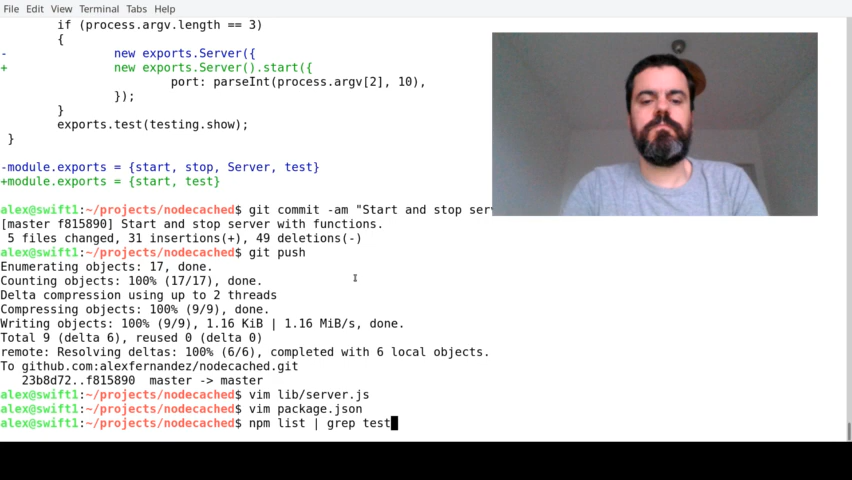 File Edit View Terminal Tabs Help
if (process.argv.length == 3)
{
- new exports.Server({
+ new exports.Server().start({
port: parseInt(process.argv[2], 10),
});
}
exports.test(testing.show);
}
-module.exports = {start, stop, Server, test}
+module.exports = {start, test}
alex@swift1:~/projects/nodecached$ git commit -am "Start and stop ser
[master f815890] Start and stop server with functions.
5 files changed, 31 insertions(+), 49 deletions(-)
alex@swift1:~/projects/nodecached$ git push
Enumerating objects: 17, done.
Counting objects: 100% (17/17), done.
Delta compression using up to 2 threads
Compressing objects: 100% (9/9), done.
Writing objects: 100% (9/9), 1.16 KiB | 1.16 MiB/s, done.
Total 9 (delta 6), reused 0 (delta 0)
remote: Resolving deltas: 100% (6/6), completed with 6 local objects.
To github.com:alexfernandez/nodecached.git
23b8d72..f815890 master -> master
alex@swift1:~/projects/nodecached$ vim lib/server.js
alex@swift1:~/projects/nodecached$ vim package.json
alex@swift1:~/projects/nodecached$ npm list | grep test